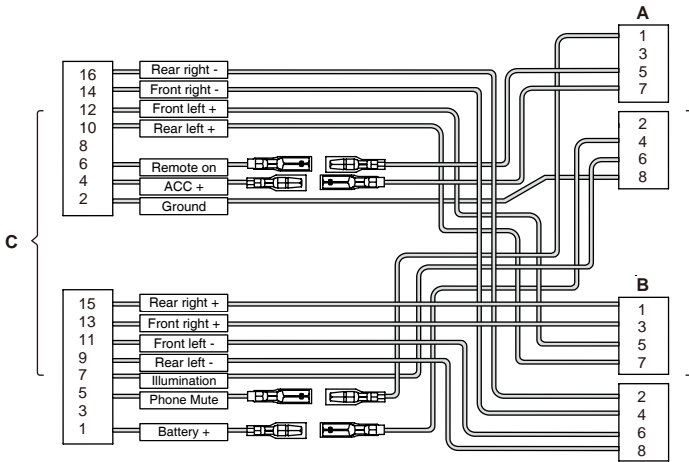 A
1
3
5
7
2
4
6
8
16 Rear right -
14 Front right -
12 Front left +
10 Rear left +
8
6 Remote on
4 ACC +
2 Ground
C
15 Rear right +
13 Front right +
11 Front left -
9 Rear left -
7 Illumination
5 Phone Mute
3
1 Battery +
B
1
3
5
7
2
4
6
8